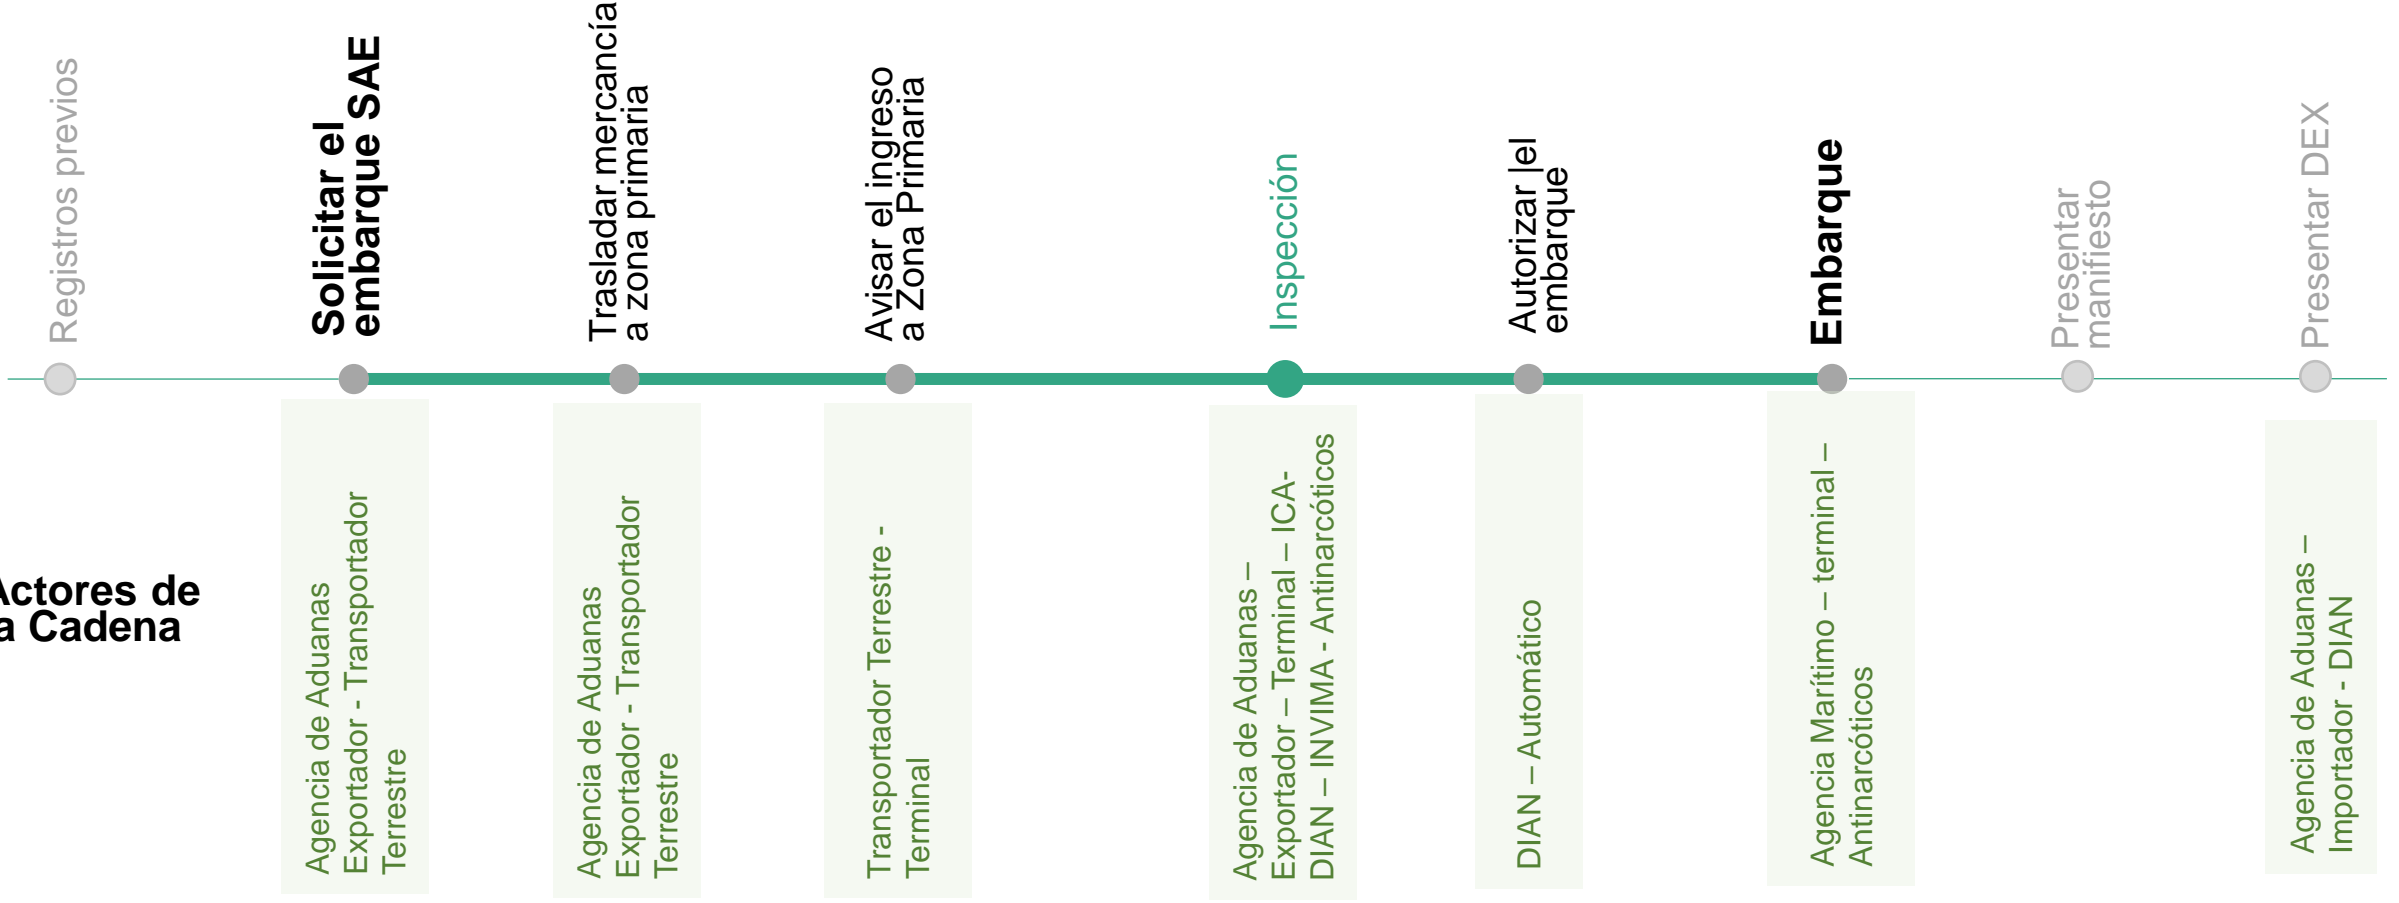 Registros previos
Solicitar el
embarque SAE
Trasladar mercancía
a zona primaria
Avisar el ingreso
a Zona Primaria
Inspección
Autorizar |el
embarque
Embarque
Presentar
manifiesto
Presentar DEX
Actores de
a Cadena
Agencia de Aduanas
Exportador - Transportador
Terrestre
Agencia de Aduanas
Exportador - Transportador
Terrestre
Transportador Terrestre -
Terminal
Agencia de Aduanas –
Exportador – Terminal – ICA-
DIAN – INVIMA - Antinarcóticos
DIAN – Automático
Agencia Marítimo – terminal –
Antinarcóticos
Agencia de Aduanas –
Importador - DIAN